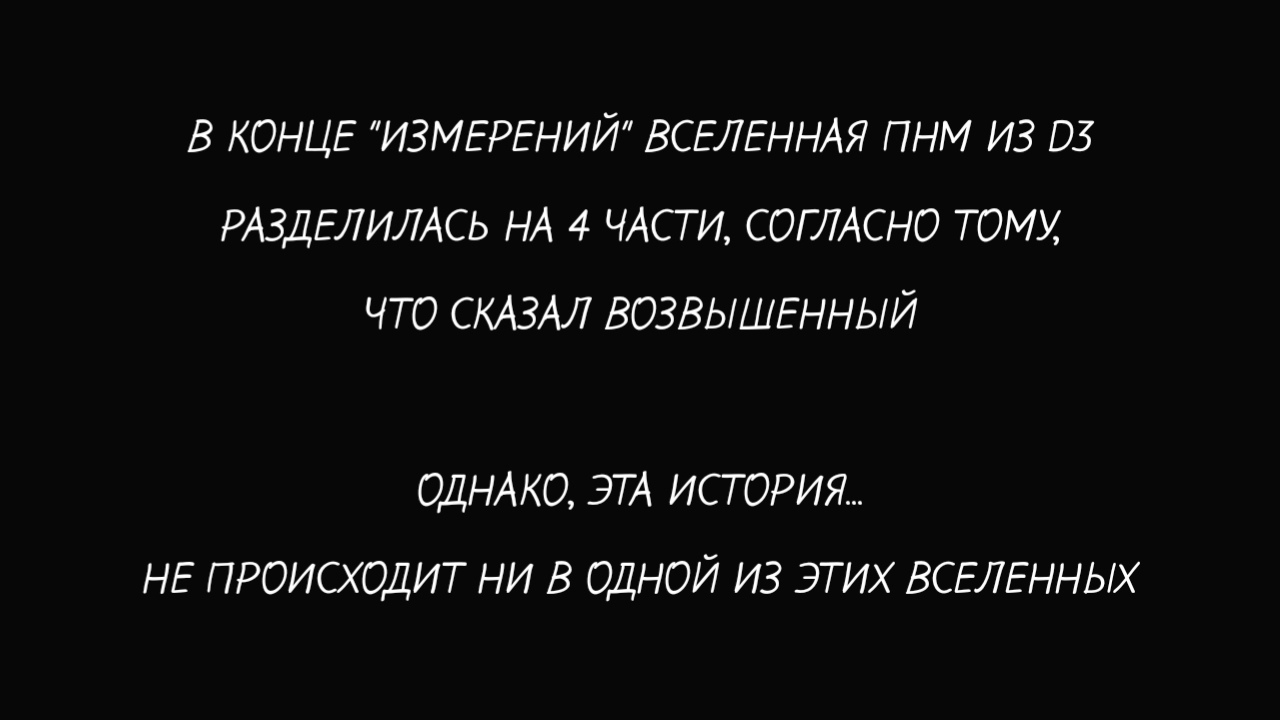 В КОНЦЕ "ИЗМЕРЕНИЙ" ВСЕЛЕННАЯ ПНМ ИЗ D3
РАЗДЕЛИЛАСЬ НА 4 ЧАСТИ, СОГЛАСНО ТОМУ,
ЧТО СКАЗАЛ ВОЗВЫШЕННЫЙ
ОДНАКО, ЭТА ИСТОРИЯ...
НЕ ПРОИСХОДИТ НИ В ОДНОЙ ИЗ ЭТИХ ВСЕЛЕННЫХ